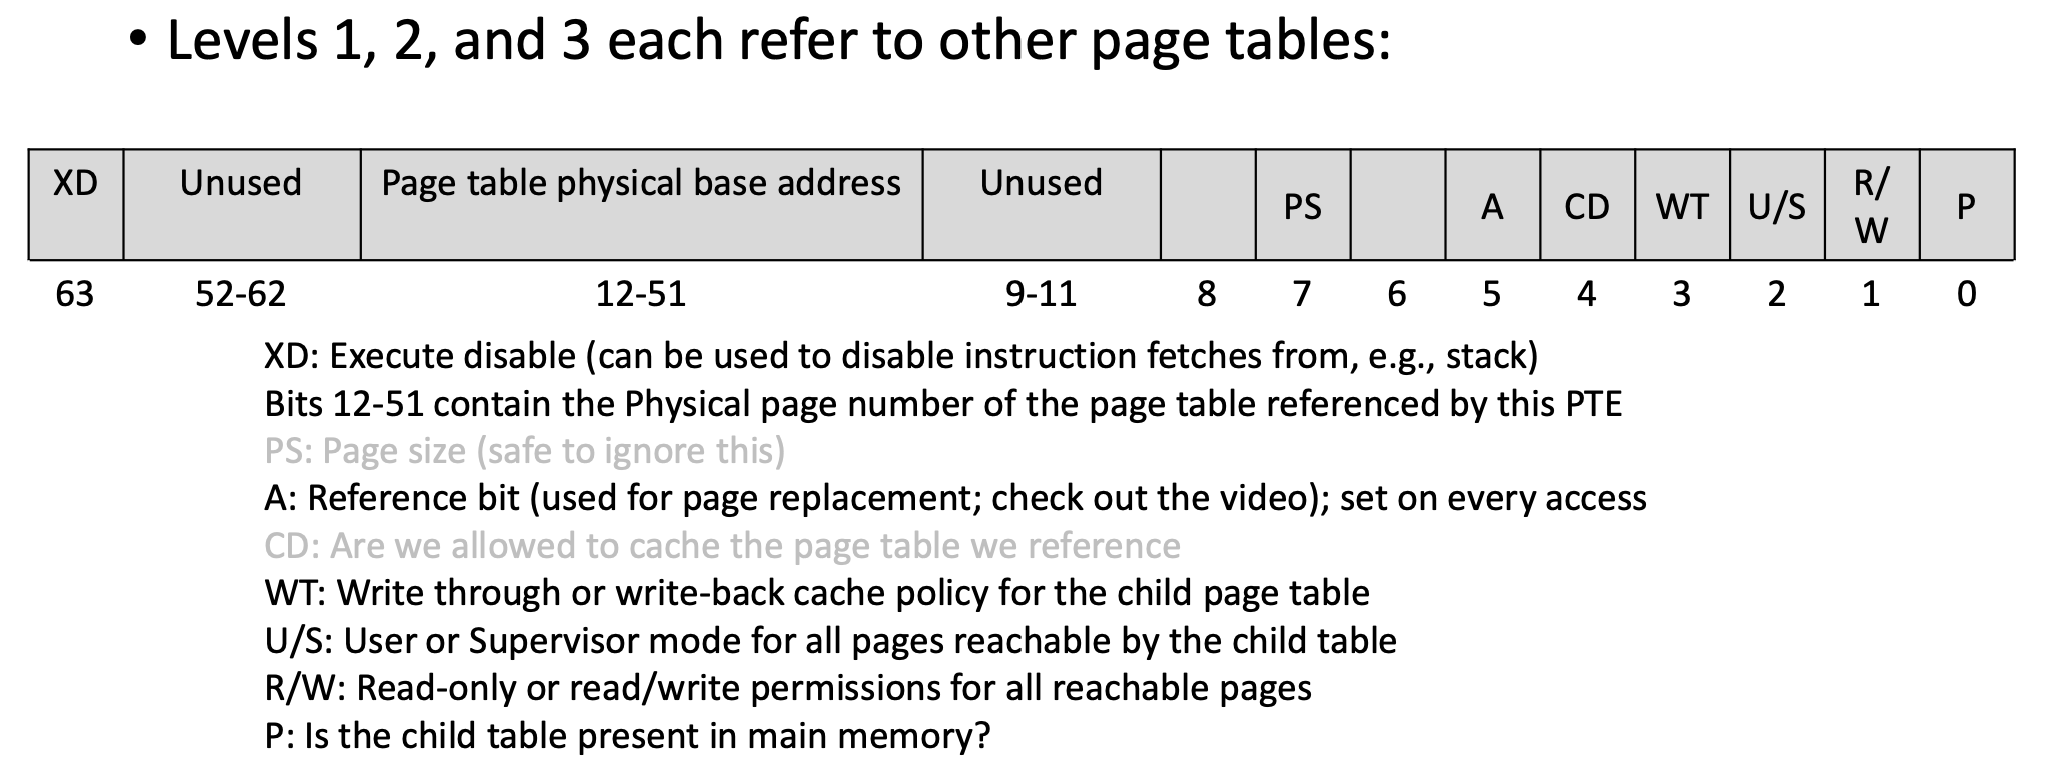 • Levels 1, 2, and 3 each refer to other page tables:
XD Unused Page table physical base address Unused PS A CD WT U/S R/W P
63 52-62 12-51 9-11 8 7 6 5 4 3 2 1 0
XD: Execute disable (can be used to disable instruction fetches from, e.g., stack)
Bits 12-51 contain the Physical page number of the page table referenced by this PTE
PS: Page size (safe to ignore this)
A: Reference bit (used for page replacement; check out the video); set on every access
CD: Are we allowed to cache the page table we reference
WT: Write through or write-back cache policy for the child page table
U/S: User or Supervisor mode for all pages reachable by the child table
R/W: Read-only or read/write permissions for all reachable pages
P: Is the child table present in main memory?